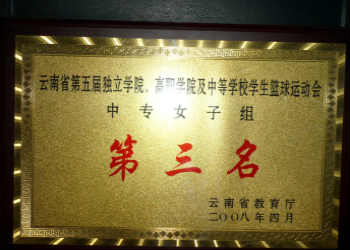 云南省第五届独立学院、高职学院及中等学校学生篮球运动会
中专女子组
第三名
云南省教育厅
二〇〇八年四月